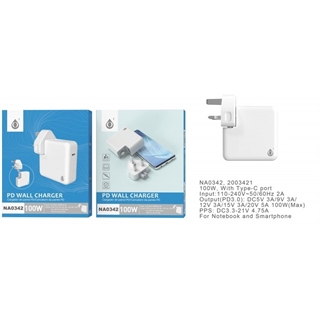 PD WALL CHARGER
NA0342 100W
PD WALL CHARGER
NA0342 100W
NA0342, 2003421
100W, With Type-C port
Input:110-240V~50/60Hz 2A
Output(PD3.0): DC5V 3A/9V 3A/
12V 3A/15V 3A/20V 5A 100W(Max)
PPS: DC3.3-21V 4.75A
For Notebook and Smartphone